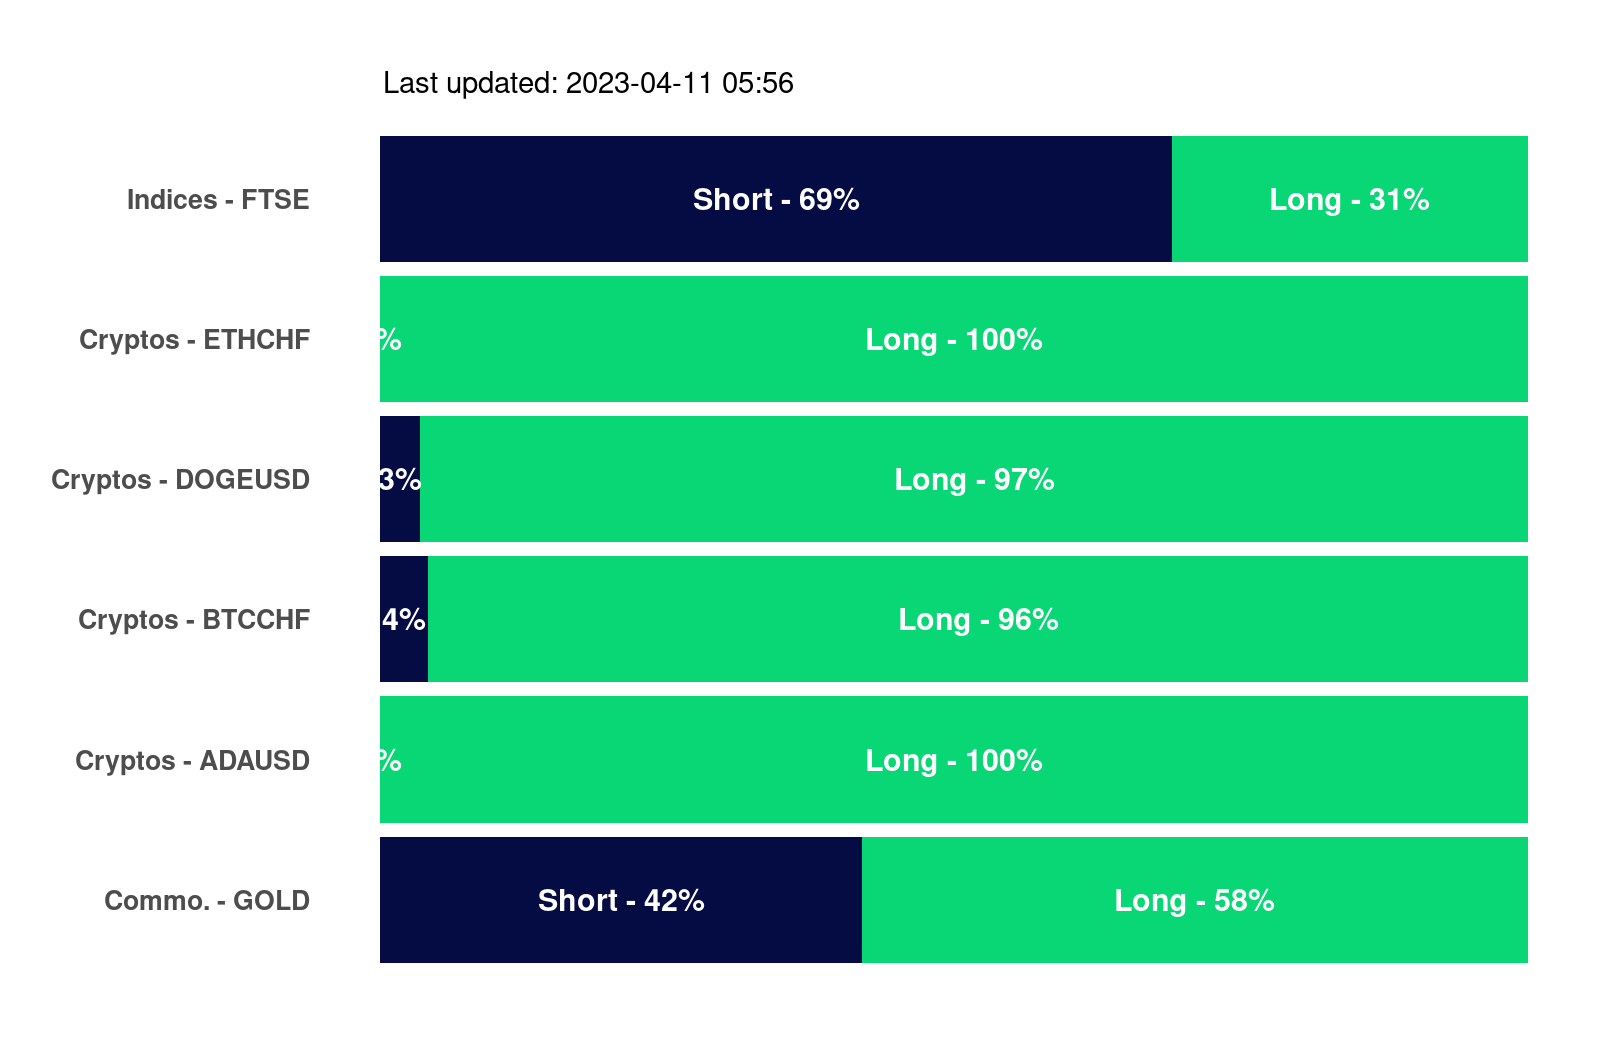 Last updated: 2023-04-11 05:56
Indices - FTSE Short - 69% Long - 31%
Cryptos - ETHCHF % Long - 100%
Cryptos - DOGEUSD 3% Long - 97%
Cryptos - BTCCHF 4% Long - 96%
Cryptos - ADAUSD % Long - 100%
Commo. - GOLD Short - 42% Long - 58%